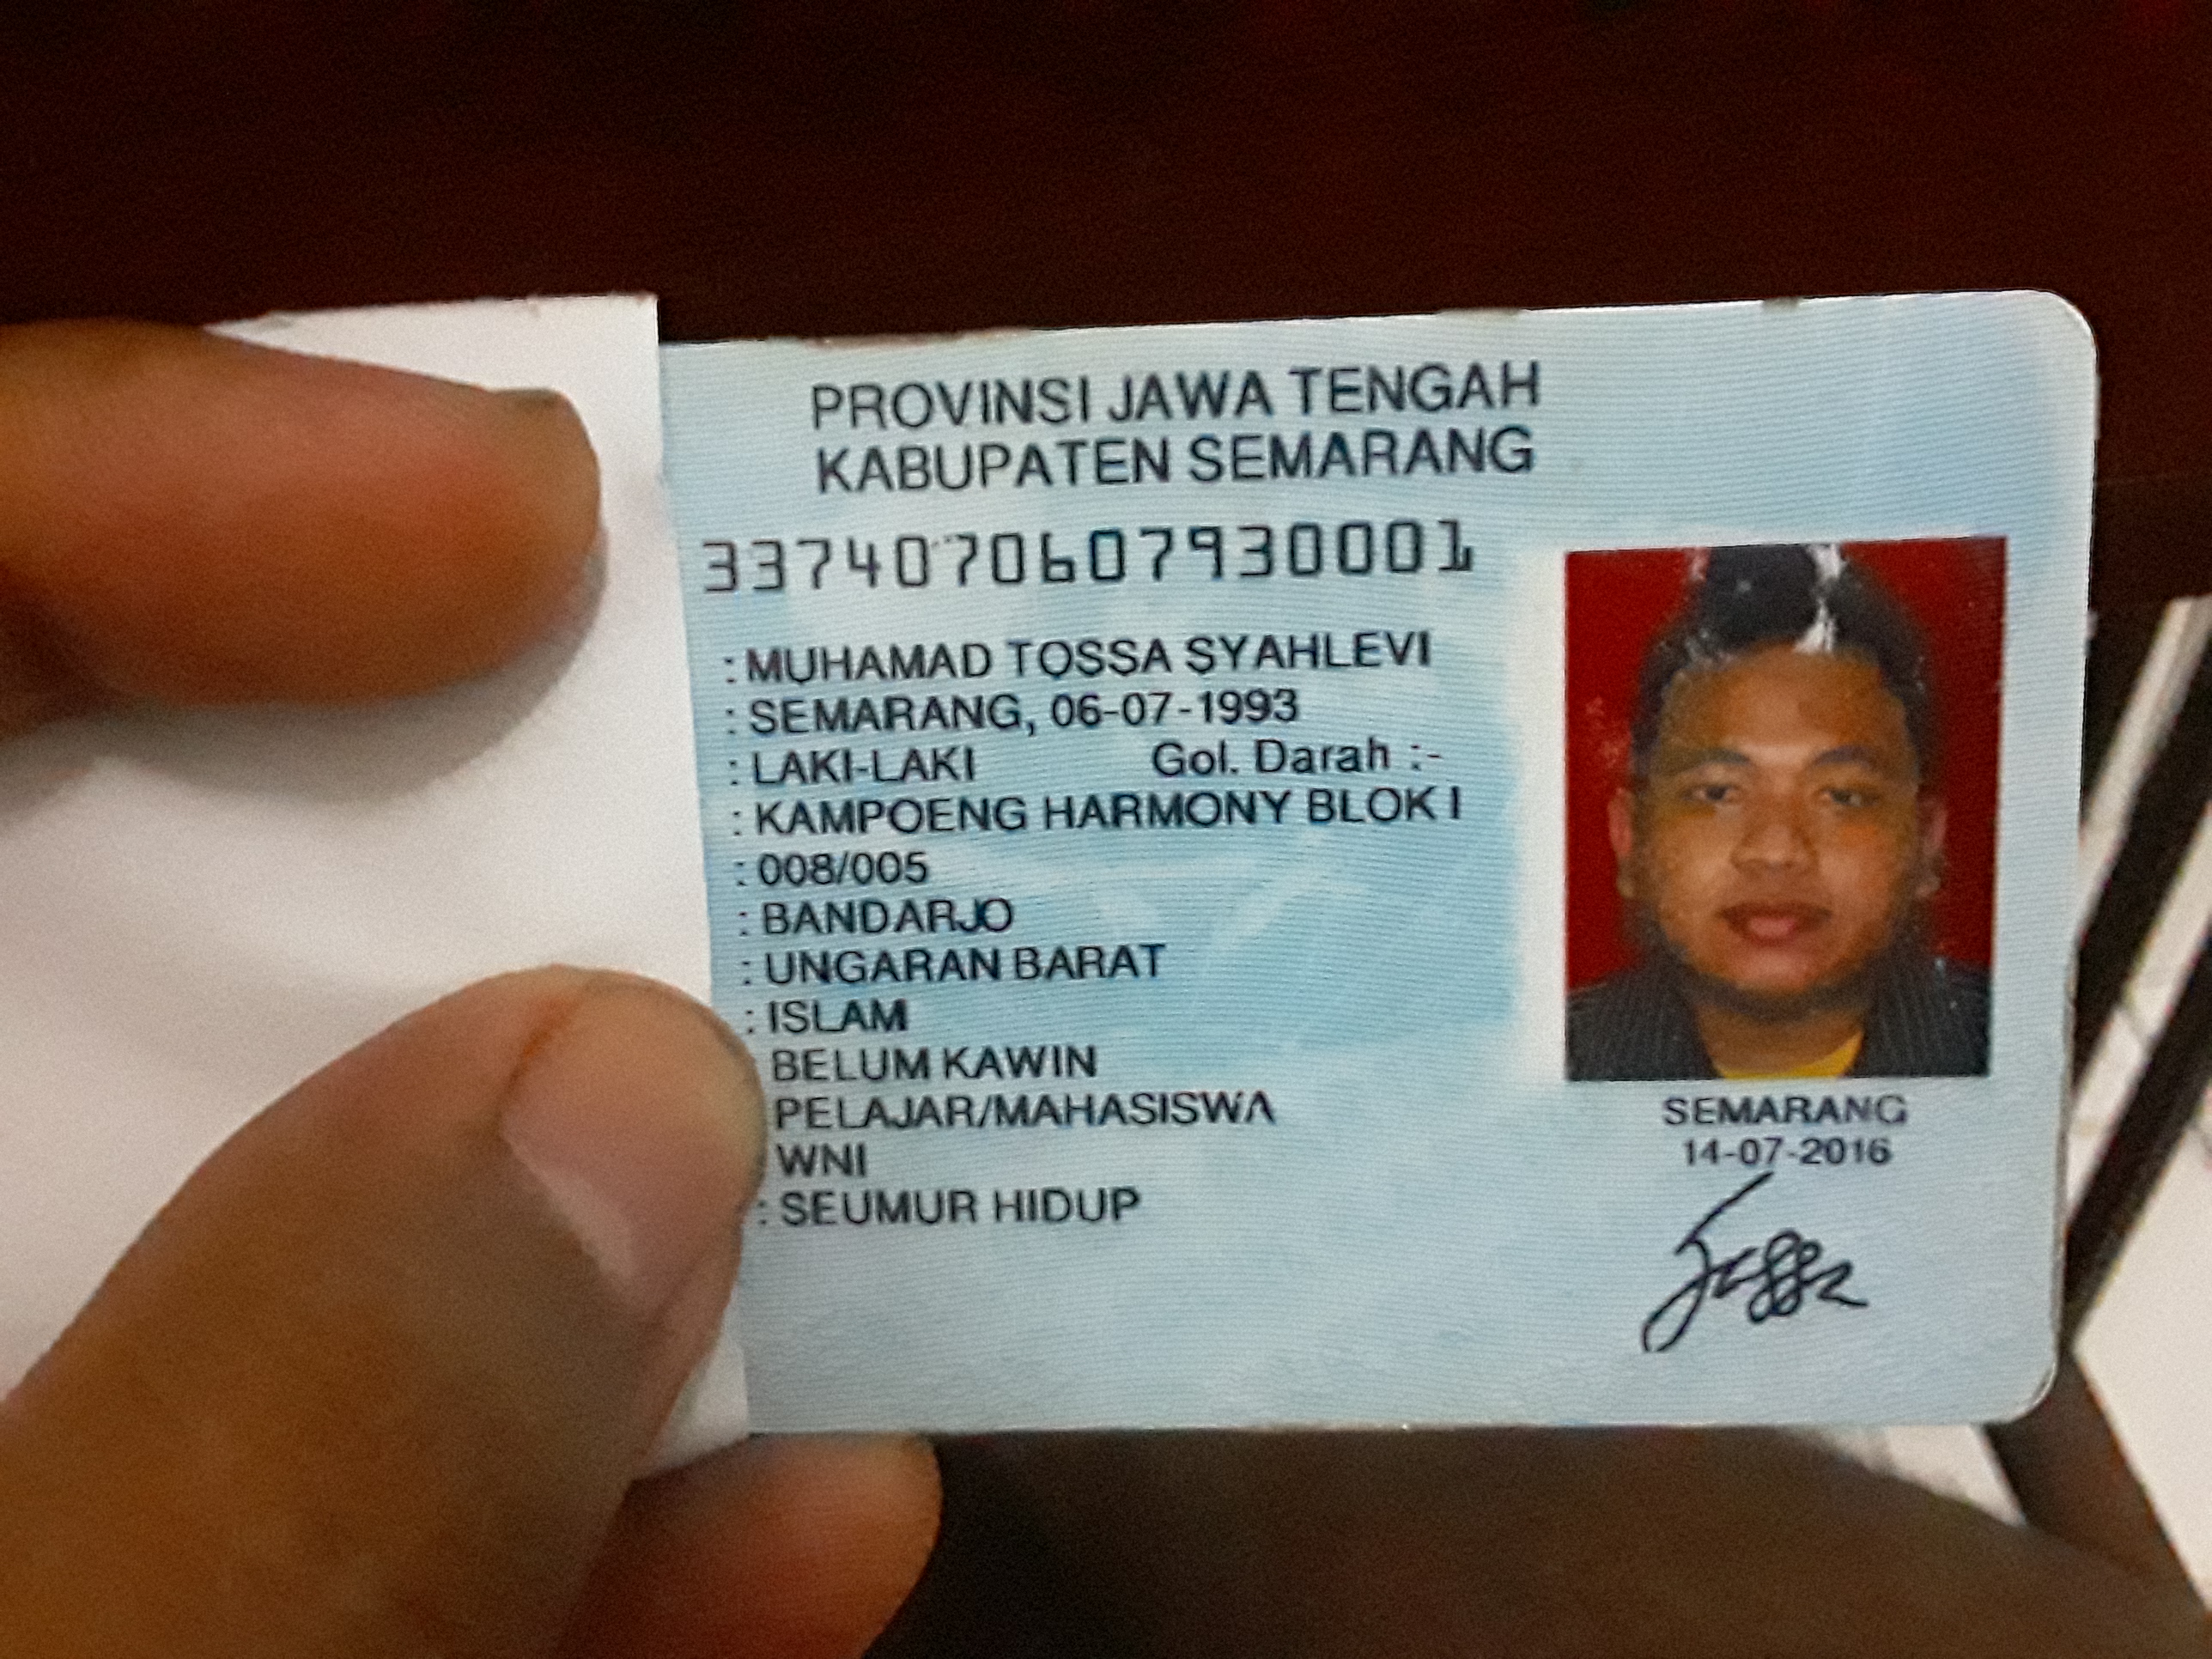 PROVINSI JAWA TENGAH
KABUPATEN SEMARANG
3374070607930001
: MUHAMAD TOSSA SYAHLEVI
: SEMARANG, 06-07-1993
: LAKI-LAKI Gol. Darah :-
: KAMPOENG HARMONY BLOK I
: 008/005
: BANDARJO
: UNGARAN BARAT
: ISLAM
BELUM KAWIN
PELAJAR/MAHASISWA
WNI
: SEUMUR HIDUP
SEMARANG
14-07-2016
Tossa